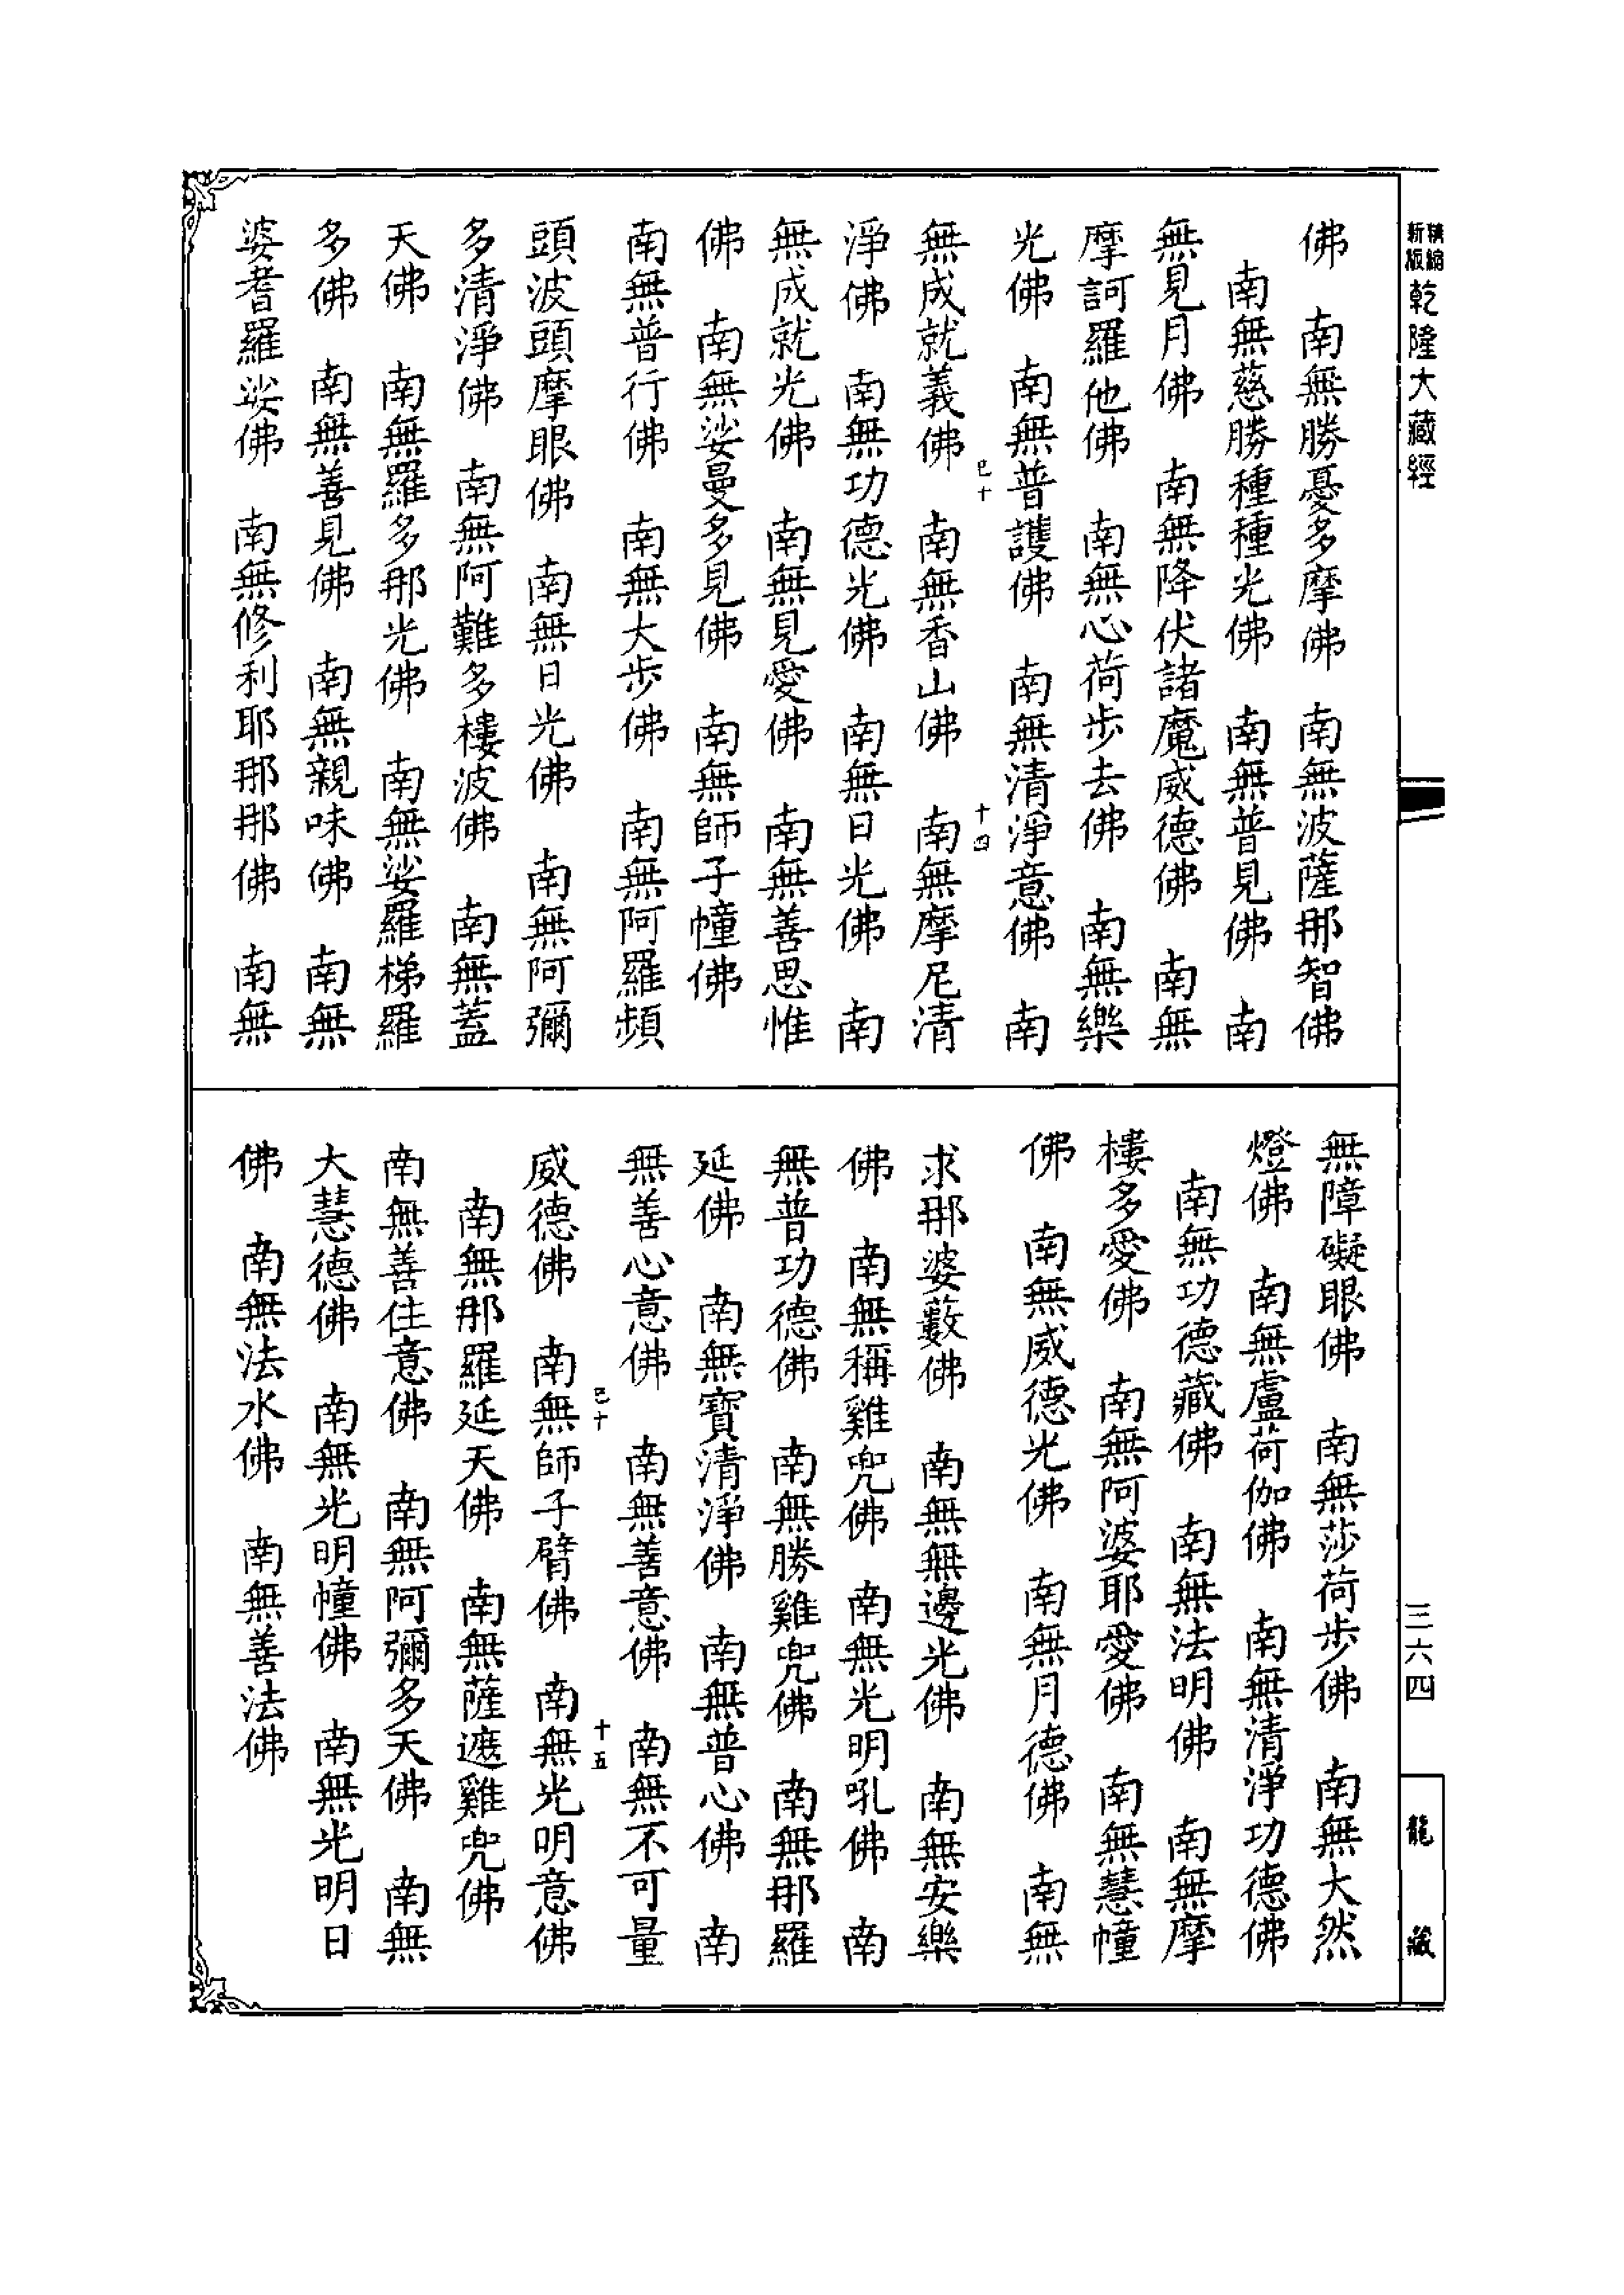 新版
精縮
乾隆大藏經
三六四
龍藏
佛　南無勝憂多摩佛　南無波薩那智佛
南無慈勝種種光佛　南無普見佛　南
無見月佛　南無降伏諸魔威德佛　南無
摩訶羅他佛　南無心荷步去佛　南無樂
光佛　南無普護佛　南無清淨意佛　南
巳十　十四
無成就義佛　南無香山佛　南無摩尼清
淨佛　南無功德光佛　南無日光佛　南
無成就光佛　南無見愛佛　南無善思惟
佛　南無娑曼多見佛　南無師子幢佛
南無普行佛　南無大步佛　南無阿羅頻
頭波頭摩眼佛　南無日光佛　南無阿彌
多清淨佛　南無阿難多樓波佛　南無蓋
天佛　南無羅多那光佛　南無娑羅梯羅
多佛　南無善見佛　南無親味佛　南無
婆耆羅娑佛　南無修利耶那那佛　南無
無障礙眼佛　南無莎荷步佛　南無大然
燈佛　南無盧荷伽佛　南無清淨功德佛
南無功德藏佛　南無法明佛　南無摩
樓多愛佛　南無阿婆耶愛佛　南無慧幢
佛　南無威德光佛　南無月德佛　南無
求那婆藪佛　南無無邊光佛　南無安樂
佛　南無稱雞兜佛　南無光明吼佛　南
無普功德佛　南無勝雞兜佛　南無那羅
延佛　南無寶清淨佛　南無普心佛　南
無善心意佛　南無善意佛　南無不可量
巳十　十五
威德佛　南無師子臂佛　南無光明意佛
南無那羅延天佛　南無薩遮雞兜佛
南無善住意佛　南無阿彌多天佛　南無
大慧德佛　南無光明幢佛　南無光明日
佛　南無法水佛　南無善法佛